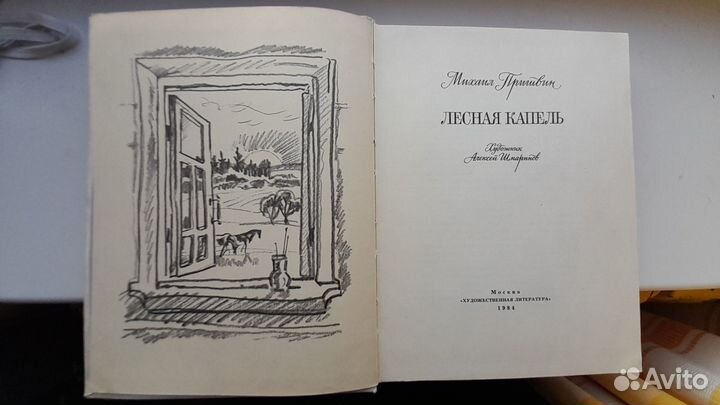 Михаил Пришвин
ЛЕСНАЯ КАПЕЛЬ
Художник
Алексей Шмаринов
Москва
«ХУДОЖЕСТВЕННАЯ ЛИТЕРАТУРА»
1984
Avito